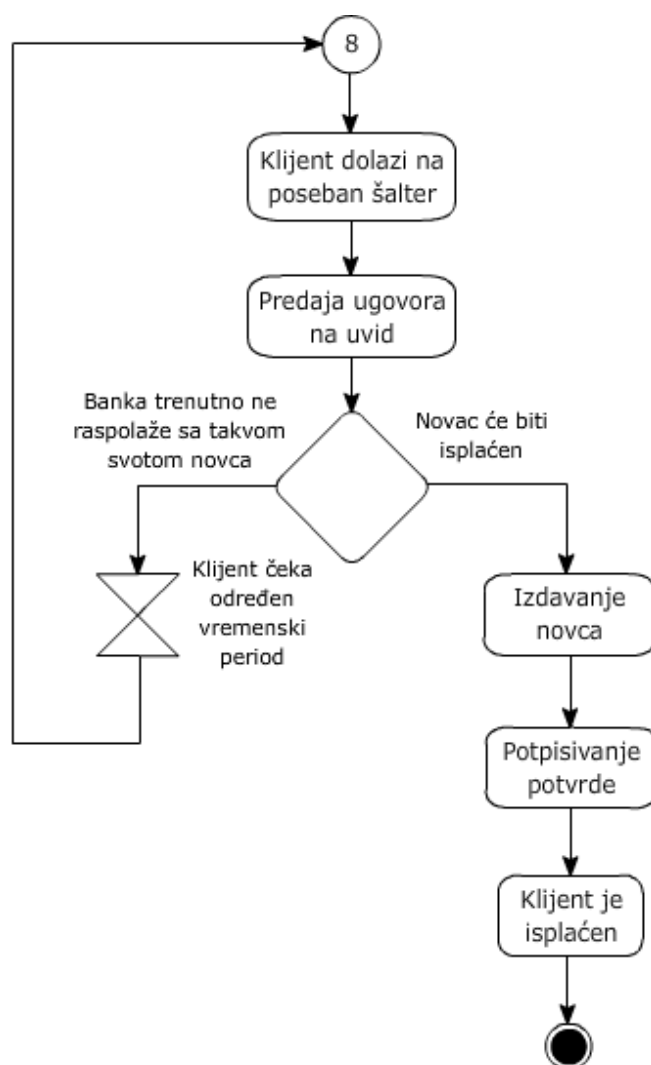 8
Klijent dolazi na
poseban šalter
Predaja ugovora
na uvid
Banka trenutno ne
raspolaže sa takvom
svotom novca
Novac će biti
isplaćen
Klijent čeka
određen
vremenski
period
Izdavanje
novca
Potpisivanje
potvrde
Klijent je
isplaćen